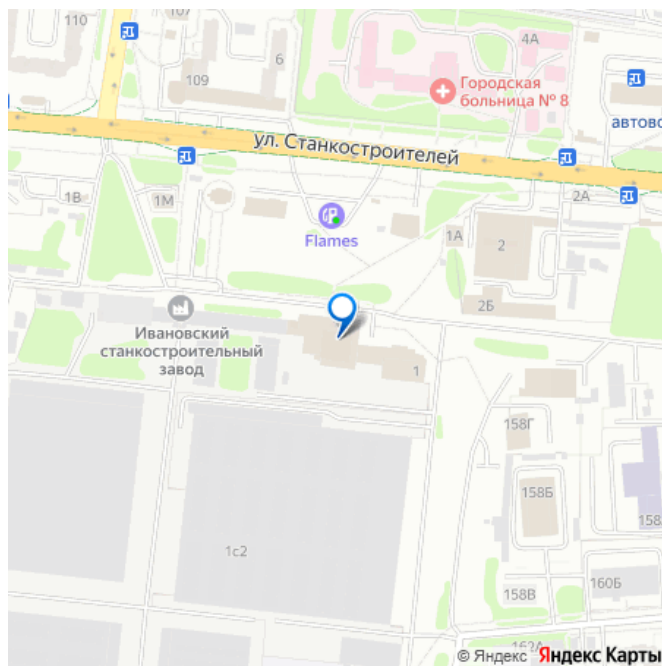 110
107
109
6
4А
Городская
больница № 8
автово
ул. Станкостроителей
1В
1М
Flames
2А
1А
2
2Б
Ивановский
станкостроительный
завод
1
158Г
158Б
158
1с2
158В
160Б
162А
© Яндекс Яндекс Карты